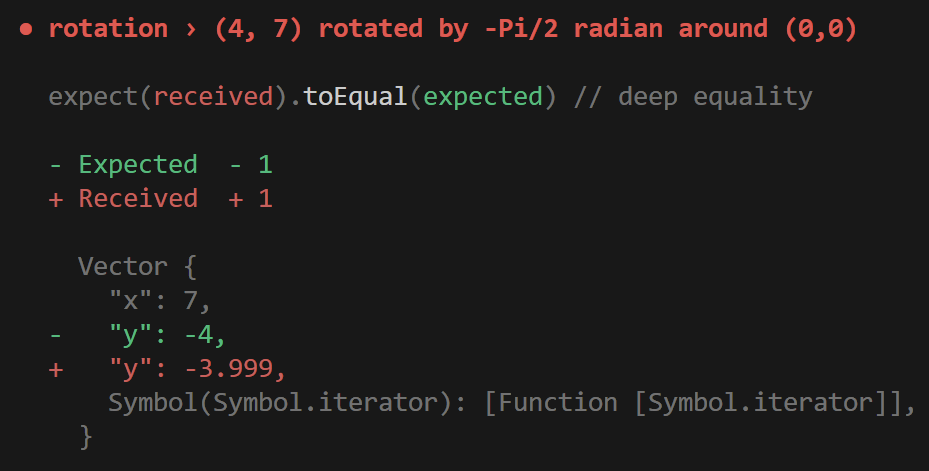 ● rotation › (4, 7) rotated by -Pi/2 radian around (0,0)
expect(received).toEqual(expected) // deep equality
- Expected  - 1
+ Received  + 1
  Vector {
    "x": 7,
-   "y": -4,
+   "y": -3.999,
    Symbol(Symbol.iterator): [Function [Symbol.iterator]],
  }